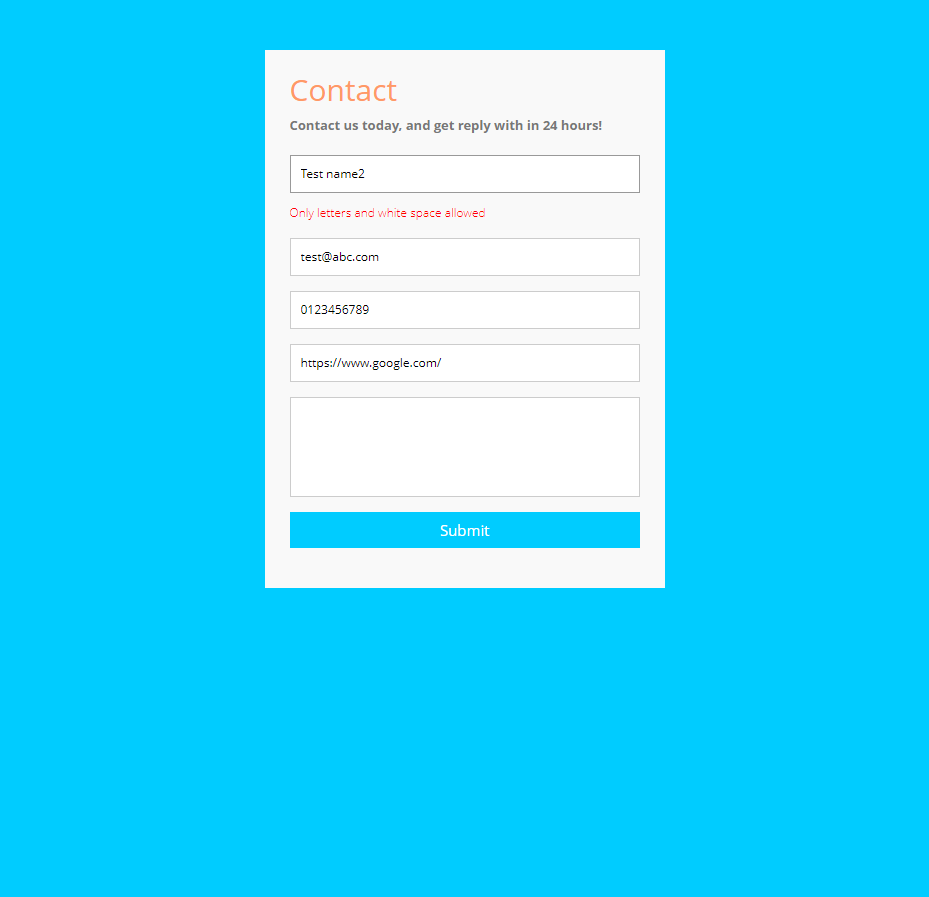 Contact
Contact us today, and get reply with in 24 hours!
Test name2
Only letters and white space allowed
test@abc.com
0123456789
https://www.google.com/
Submit